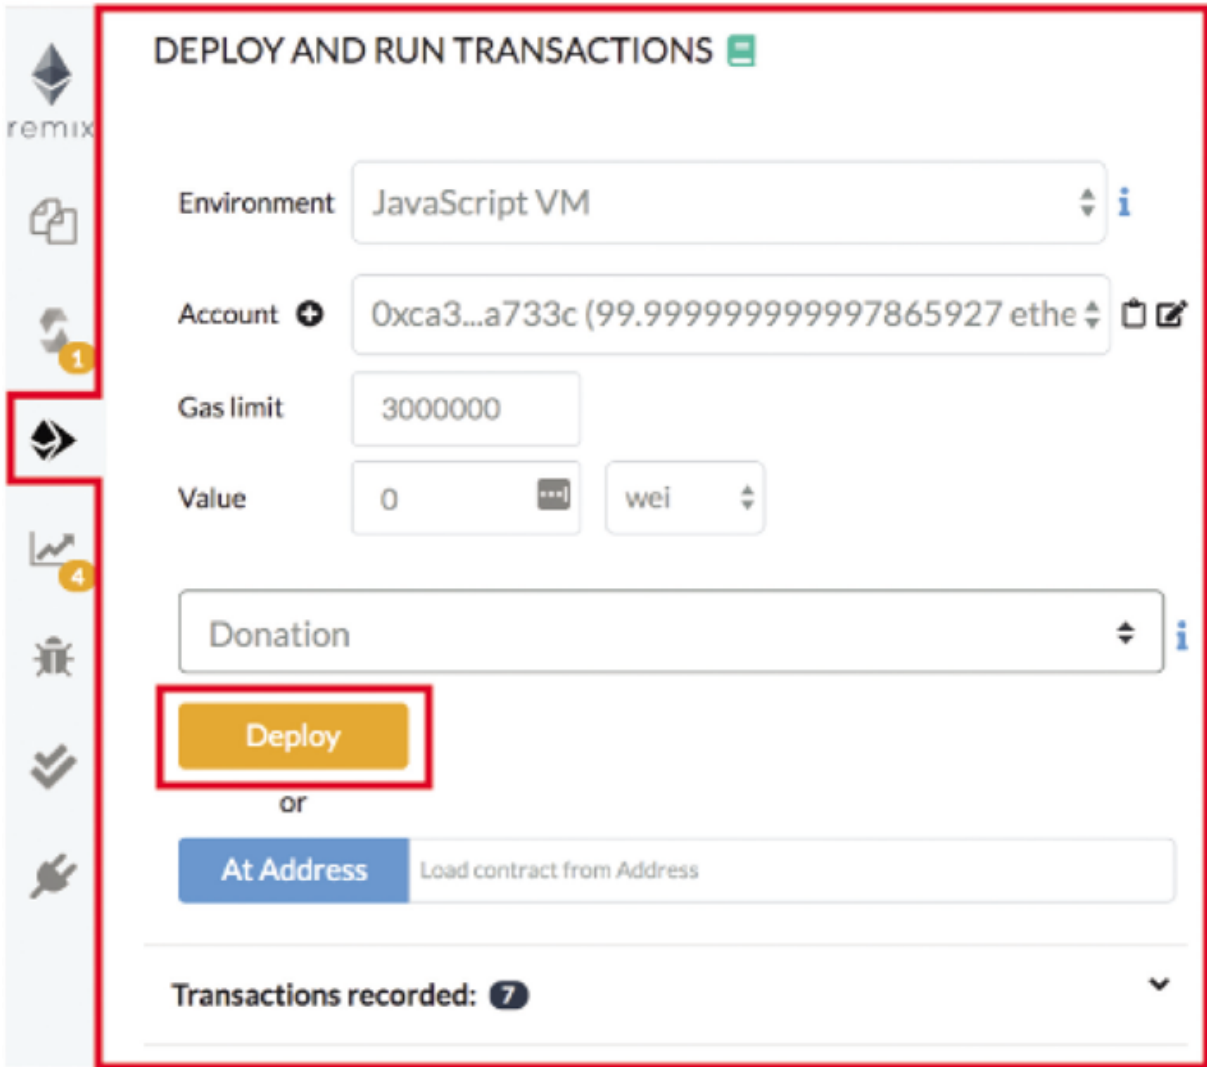 DEPLOY AND RUN TRANSACTIONS
remix
Environment JavaScript VM
Account 0xca3...a733c (99.999999999997865927 ethe
1
Gas limit 3000000
Value 0 wei
4
Donation
Deploy
or
At Address Load contract from Address
Transactions recorded: 7